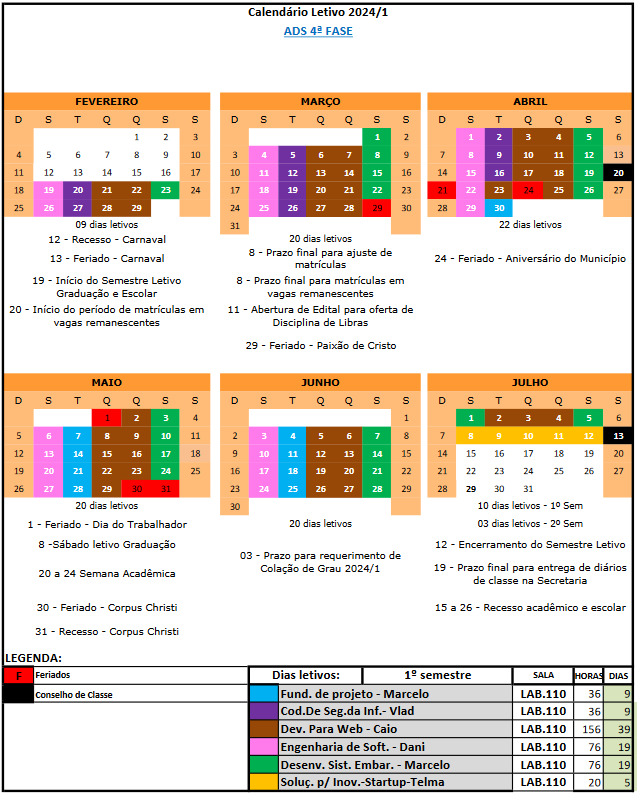 Calendário Letivo 2024/1
ADS 4ª FASE
FEVEREIRO
D S T Q Q S S
1 2 3
4 5 6 7 8 9 10
11 12 13 14 15 16 17
18 19 20 21 22 23 24
25 26 27 28 29
09 dias letivos
12 - Recesso - Carnaval
13 - Feriado - Carnaval
19 - Início do Semestre Letivo
Graduação e Escolar
20 - Início do período de matrículas em
vagas remanescentes
MARÇO
D S T Q Q S S
1 2
3 4 5 6 7 8 9
10 11 12 13 14 15 16
17 18 19 20 21 22 23
24 25 26 27 28 29 30
31
20 dias letivos
8 - Prazo final para ajuste de
matrículas
8 - Prazo final para matrículas em
vagas remanescentes
11 - Abertura de Edital para oferta de
Disciplina de Libras
29 - Feriado - Paixão de Cristo
ABRIL
D S T Q Q S S
1 2 3 4 5 6
7 8 9 10 11 12 13
14 15 16 17 18 19 20
21 22 23 24 25 26 27
28 29 30
22 dias letivos
24 - Feriado - Aniversário do Município
MAIO
D S T Q Q S S
1 2 3 4
5 6 7 8 9 10 11
12 13 14 15 16 17 18
19 20 21 22 23 24 25
26 27 28 29 30 31
20 dias letivos
1 - Feriado - Dia do Trabalhador
8 -Sábado letivo Graduação
20 a 24 Semana Acadêmica
30 - Feriado - Corpus Christi
31 - Recesso - Corpus Christi
JUNHO
D S T Q Q S S
1
2 3 4 5 6 7 8
9 10 11 12 13 14 15
16 17 18 19 20 21 22
23 24 25 26 27 28 29
30
20 dias letivos
03 - Prazo para requerimento de
Colação de Grau 2024/1
JULHO
D S T Q Q S S
1 2 3 4 5 6
7 8 9 10 11 12 13
14 15 16 17 18 19 20
21 22 23 24 25 26 27
28 29 30 31
10 dias letivos - 1º Sem
03 dias letivos - 2º Sem
12 - Encerramento do Semestre Letivo
19 - Prazo final para entrega de diários
de classe na Secretaria
15 a 26 - Recesso acadêmico e escolar
LEGENDA:
F Feriados
Conselho de Classe
Dias letivos: 1º semestre SALA HORAS DIAS
Fund. de projeto - Marcelo LAB.110 36 9
Cod.De Seg.da Inf.- Vlad LAB.110 36 9
Dev. Para Web - Caio LAB.110 156 39
Engenharia de Soft. - Dani LAB.110 76 19
Desenv. Sist. Embar. - Marcelo LAB.110 76 19
Soluç. p/ Inov.-Startup-Telma LAB.110 20 5